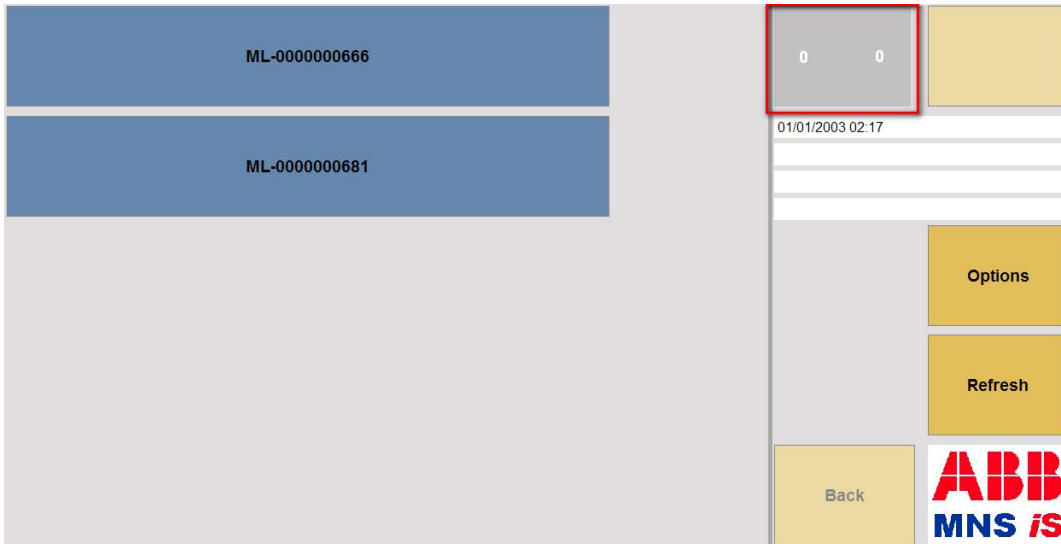 ML-0000000666
0 0
01/01/2003 02:17
ML-0000000681
Options
Refresh
Back
ABB
MNS iS